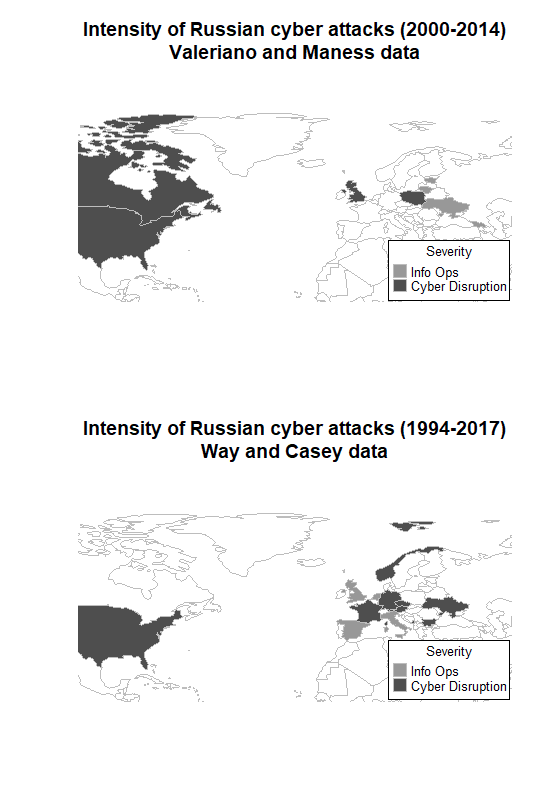 Intensity of Russian cyber attacks (2000-2014)
Valeriano and Maness data
Severity
Info Ops
Cyber Disruption
Intensity of Russian cyber attacks (1994-2017)
Way and Casey data
Severity
Info Ops
Cyber Disruption